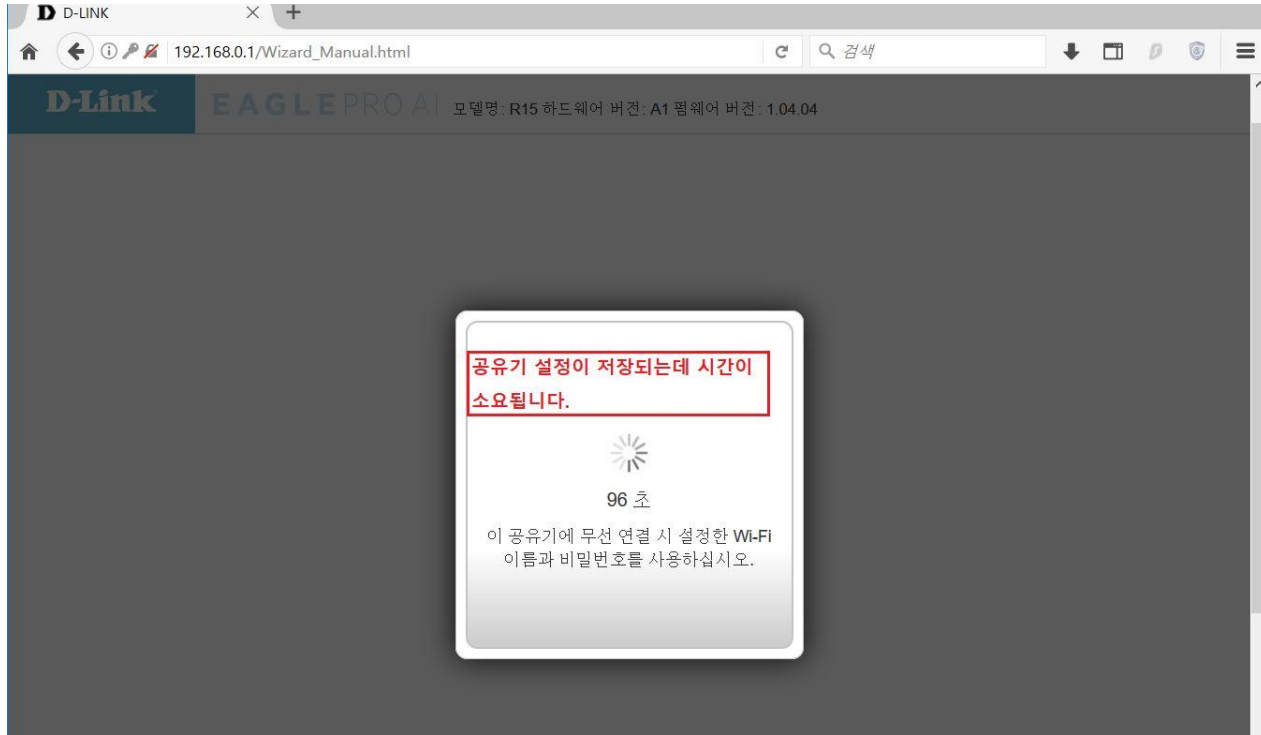 D D-LINK
192.168.0.1/Wizard_Manual.html
검색
D-Link
EAGLE PRO AI 모델명: R15 하드웨어 버전: A1 펌웨어 버전: 1.04.04
공유기 설정이 저장되는데 시간이
소요됩니다.
96 초
이 공유기에 무선 연결 시 설정한 Wi-Fi
이름과 비밀번호를 사용하십시오.